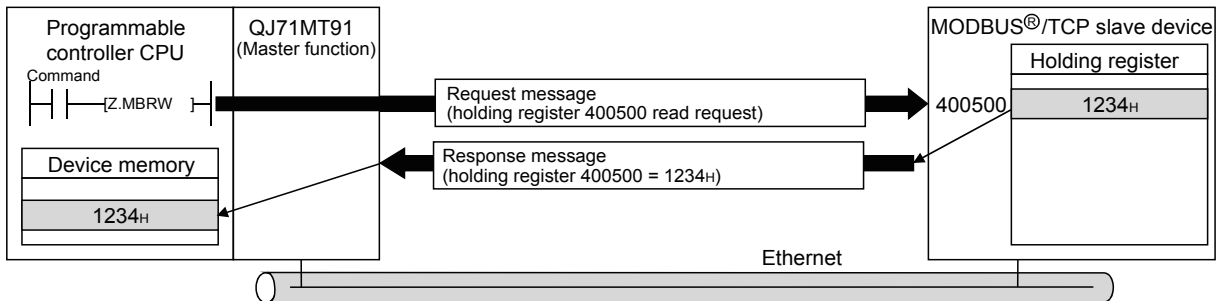 Programmable
controller CPU
Command
[Z.MBRW ]
Device memory
1234H
QJ71MT91
(Master function)
Request message
(holding register 400500 read request)
Response message
(holding register 400500 = 1234H)
MODBUS®/TCP slave device
Holding register
400500
1234H
Ethernet